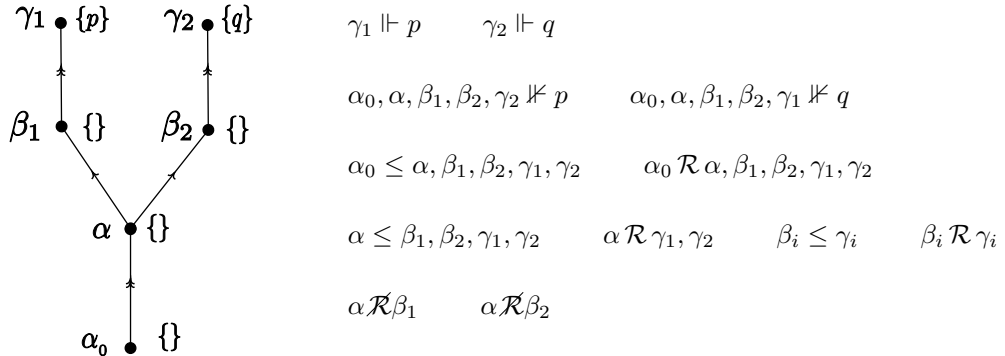 γ₁ {p} γ₂ {q} γ₁ ⊩ p γ₂ ⊩ q
α₀, α, β₁, β₂, γ₂ ⊮ p α₀, α, β₁, β₂, γ₁ ⊮ q
β₁ {} β₂ {}
α₀ ≤ α, β₁, β₂, γ₁, γ₂ α₀ ℛ α, β₁, β₂, γ₁, γ₂
α {} α ≤ β₁, β₂, γ₁, γ₂ α ℛ γ₁, γ₂ βᵢ ≤ γᵢ βᵢ ℛ γᵢ
α ℛ̸ β₁ α ℛ̸ β₂
α₀ {}